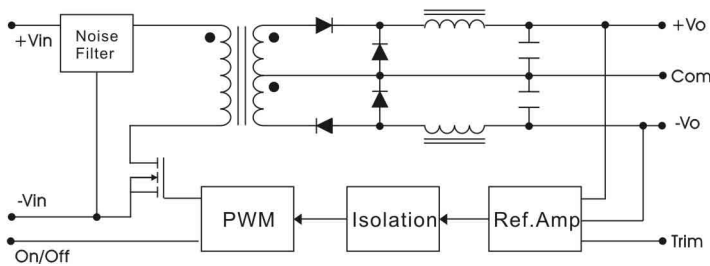 +Vin
Noise
Filter
+Vo
Com
-Vo
-Vin
PWM
Isolation
Ref.Amp
On/Off
Trim